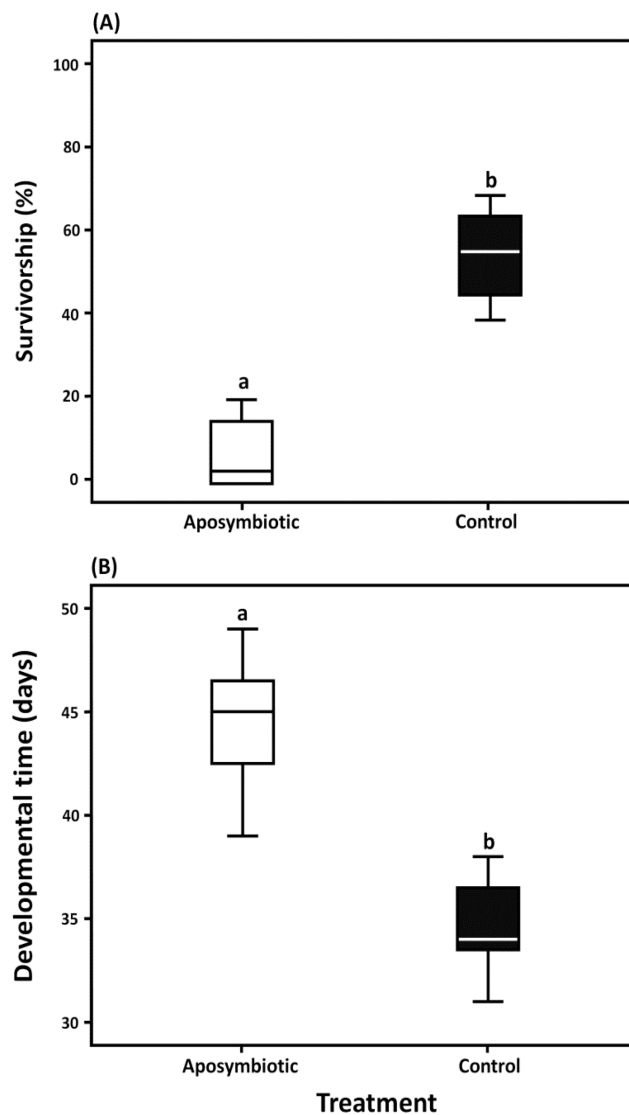 (A)
Survivorship (%)
100
80
60
40
20
0
a
b
Aposymbiotic Control
(B)
Developmental time (days)
50
45
40
35
30
a
b
Aposymbiotic Control
Treatment